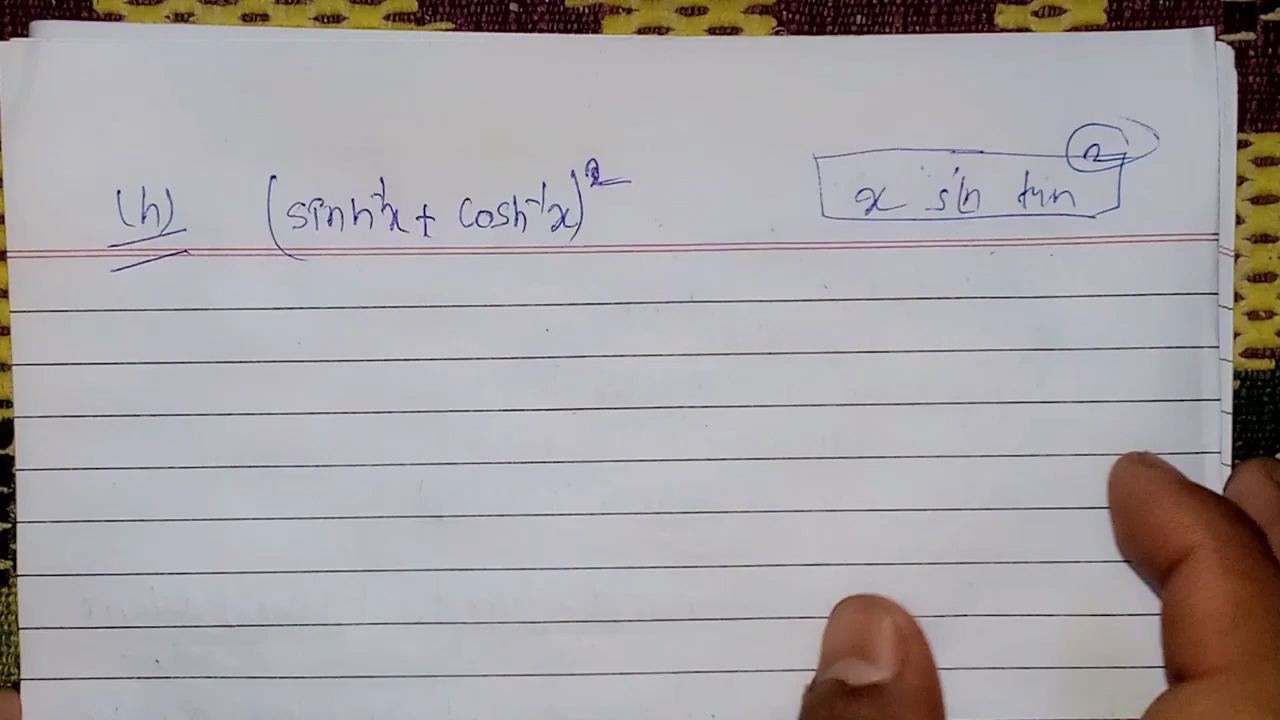 (h) (sinh⁻¹x + cosh⁻¹x)²
x sin fun 2